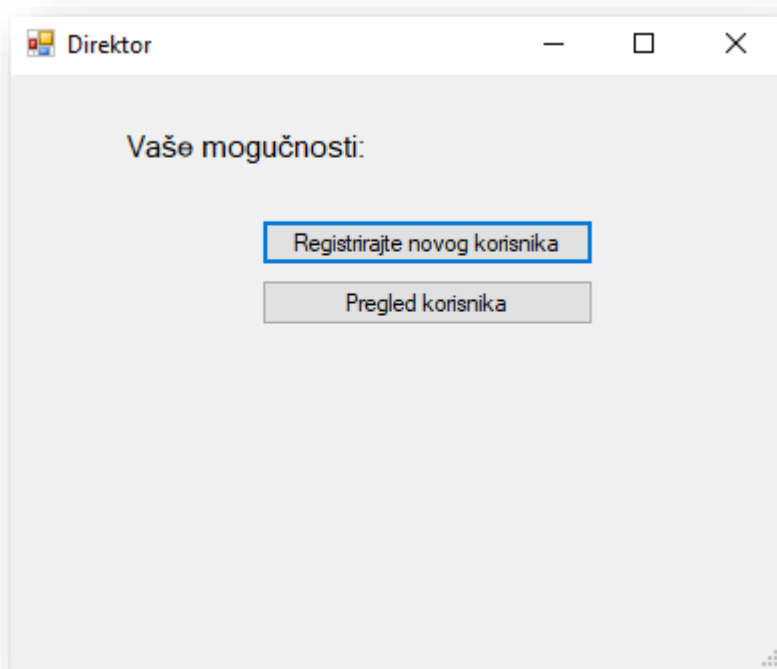 Direktor
Vaše mogučnosti:
Registrirajte novog korisnika
Pregled korisnika